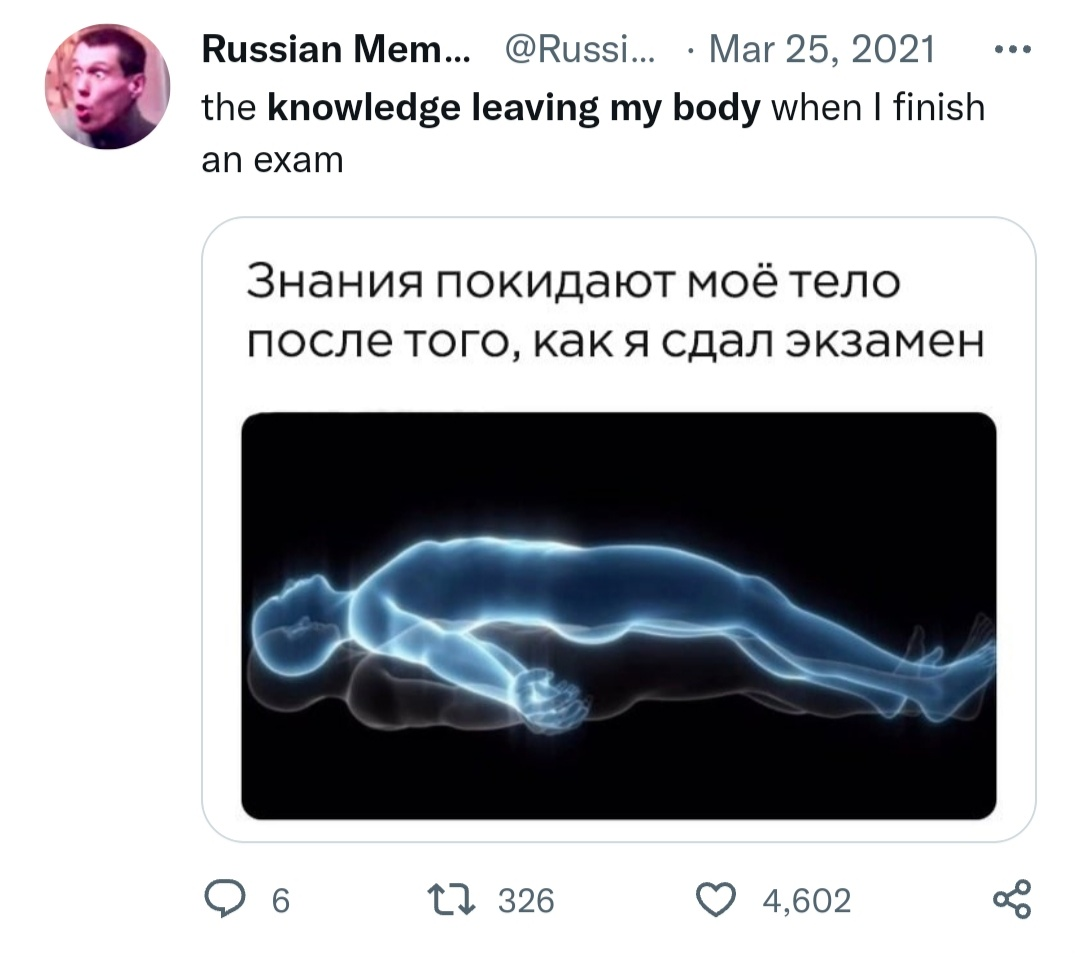 Russian Mem... @Russi... · Mar 25, 2021
the knowledge leaving my body when I finish
an exam
Знания покидают моё тело
после того, как я сдал экзамен
6 326 4,602